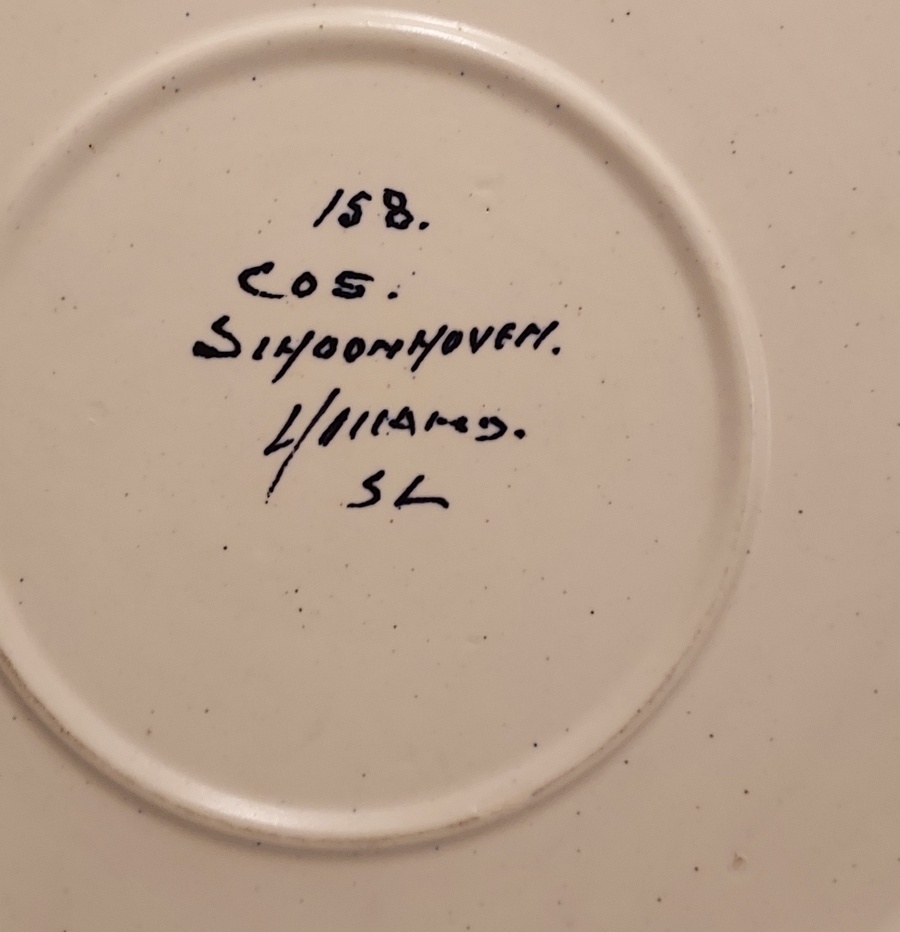 158.
COS.
SCHOONHOVEN.
HOLLAND.
SL